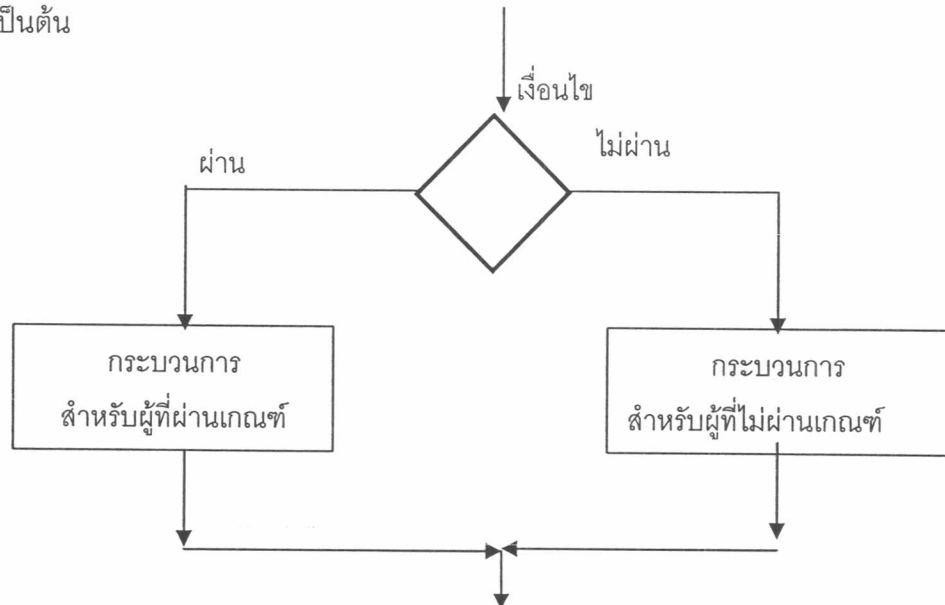 เป็นต้น
เงื่อนไข
ผ่าน
ไม่ผ่าน
กระบวนการ
สำหรับผู้ที่ผ่านเกณฑ์
กระบวนการ
สำหรับผู้ที่ไม่ผ่านเกณฑ์